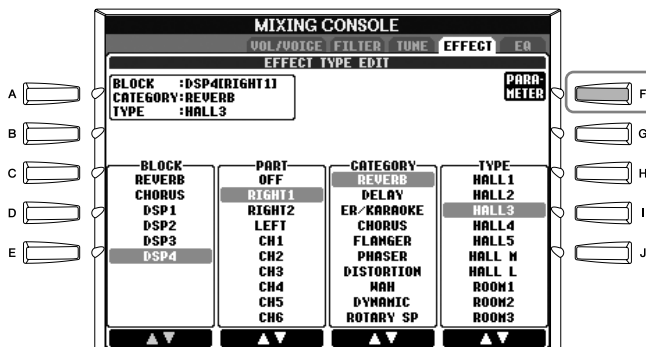 MIXING CONSOLE
VOL/VOICE FILTER TUNE EFFECT EQ
EFFECT TYPE EDIT
BLOCK :DSP4[RIGHT1]
CATEGORY:REVERB
TYPE :HALL3
PARA-
METER
A
B
C
D
E
F
G
H
I
J
BLOCK
REVERB
CHORUS
DSP1
DSP2
DSP3
DSP4
PART
OFF
RIGHT1
RIGHT2
LEFT
CH1
CH2
CH3
CH4
CH5
CH6
CATEGORY
REVERB
DELAY
ER/KARAOKE
CHORUS
FLANGER
PHASER
DISTORTION
WAH
DYNAMIC
ROTARY SP
TYPE
HALL1
HALL2
HALL3
HALL4
HALL5
HALL M
HALL L
ROOM1
ROOM2
ROOM3